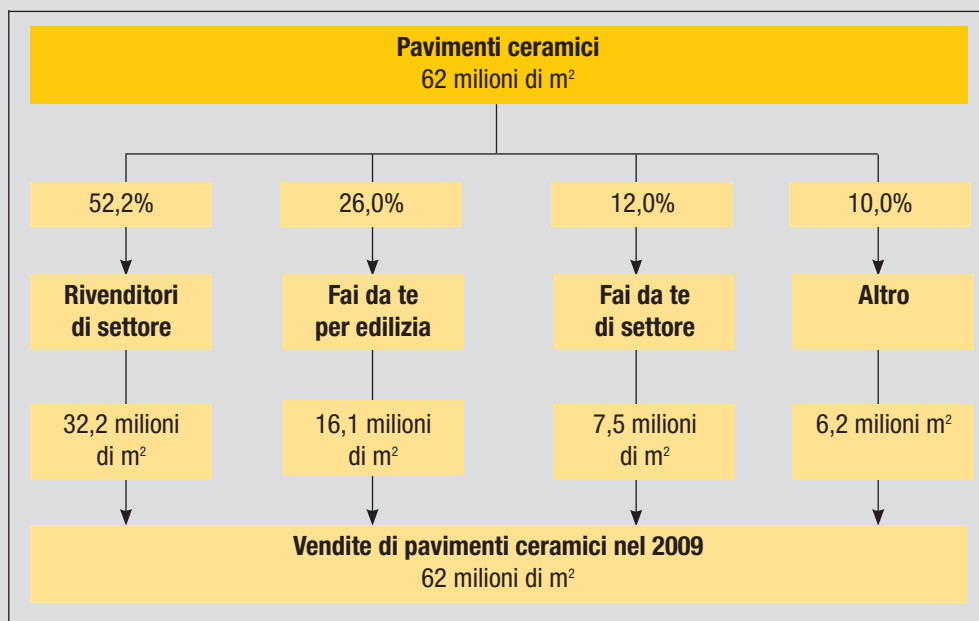 Pavimenti ceramici
62 milioni di m²
52,2%
26,0%
12,0%
10,0%
Rivenditori
di settore
Fai da te
per edilizia
Fai da te
di settore
Altro
32,2 milioni
di m²
16,1 milioni
di m²
7,5 milioni
di m²
6,2 milioni m²
Vendite di pavimenti ceramici nel 2009
62 milioni di m²